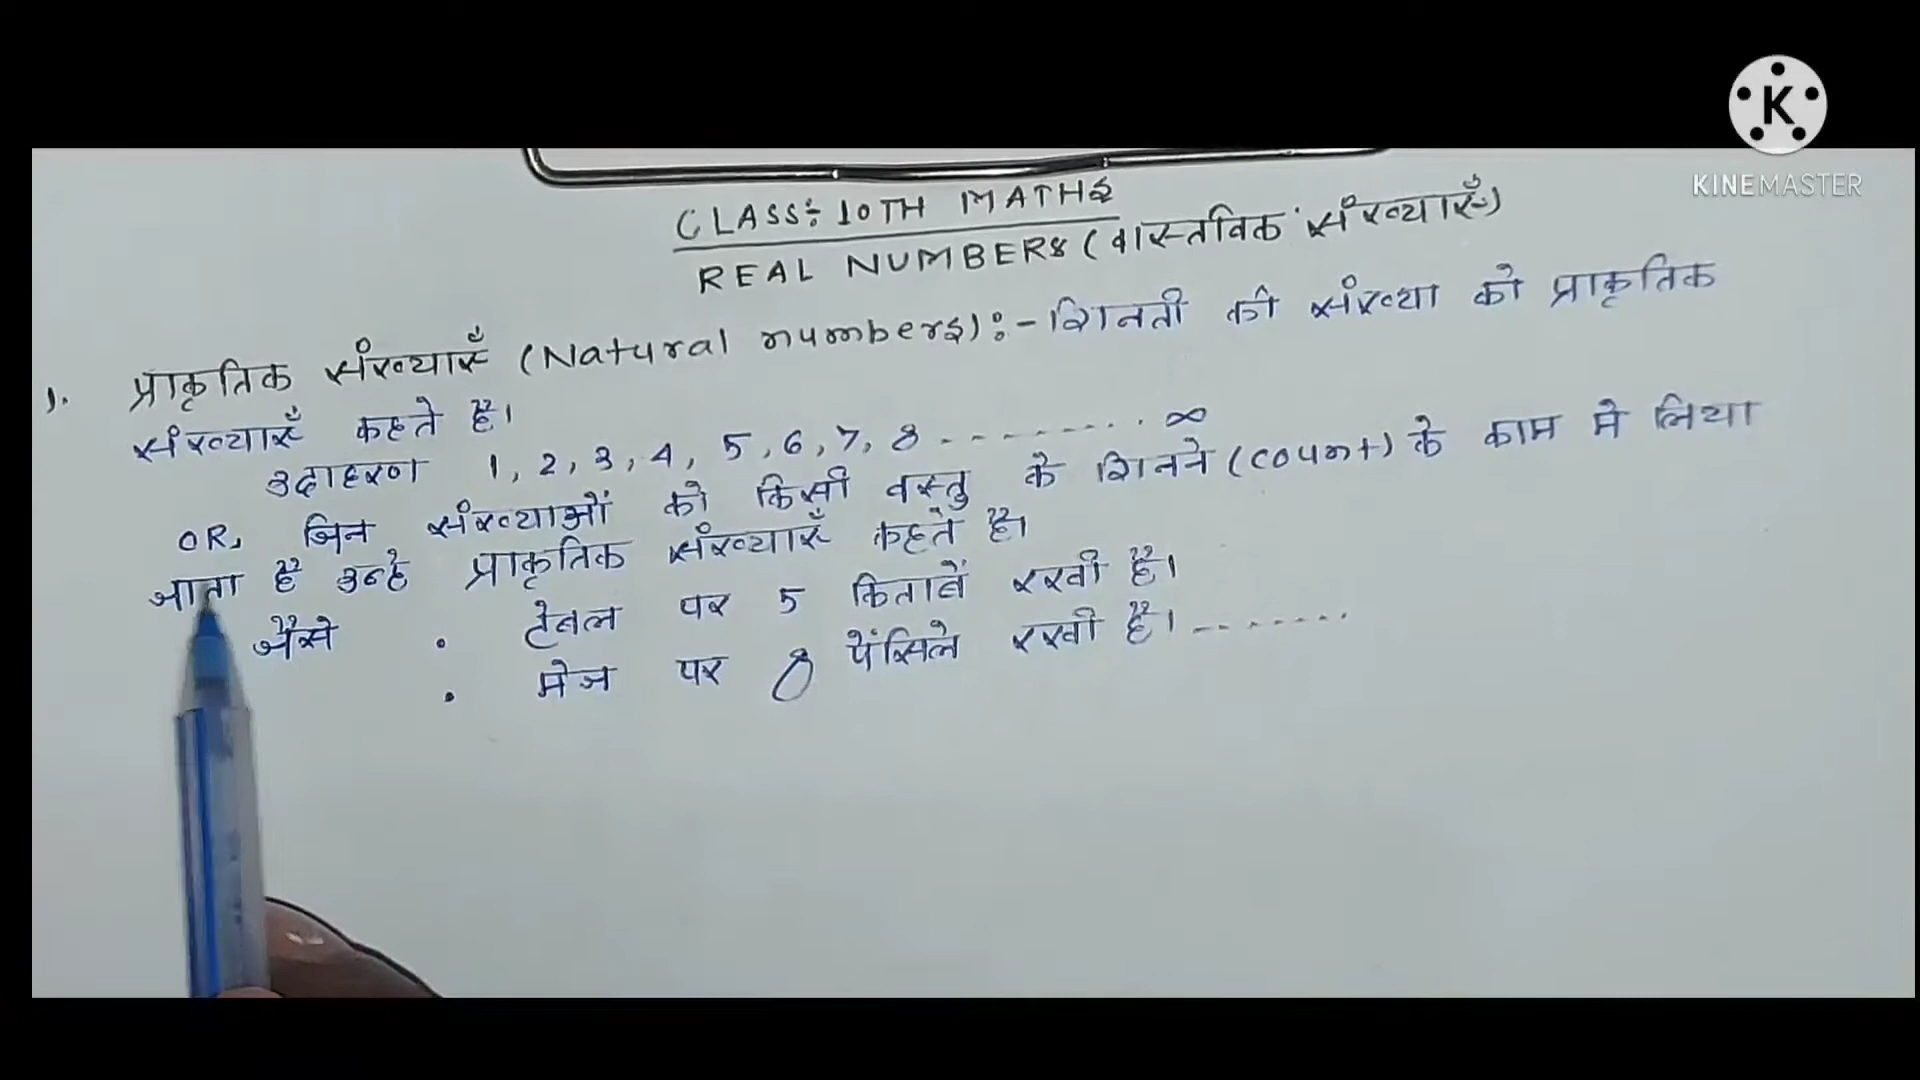 K
KINEMASTER
CLASS:- 10TH MATHS
REAL NUMBERS (वास्तविक संख्याएँ)
1. प्राकृतिक संख्याएँ (Natural numbers):- गिनती की संख्या को प्राकृतिक
संख्याएँ कहते है।
उदाहरण 1, 2, 3, 4, 5, 6, 7, 8 --------- ∞
OR, जिन संख्याओं को किसी वस्तु के गिनने (count) के काम मे लिया
जाता है उन्हे प्राकृतिक संख्याएँ कहते है।
जैसे . टेबल पर 5 किताबें रखी है।
. मेज पर 8 पेंसिले रखी है। --------